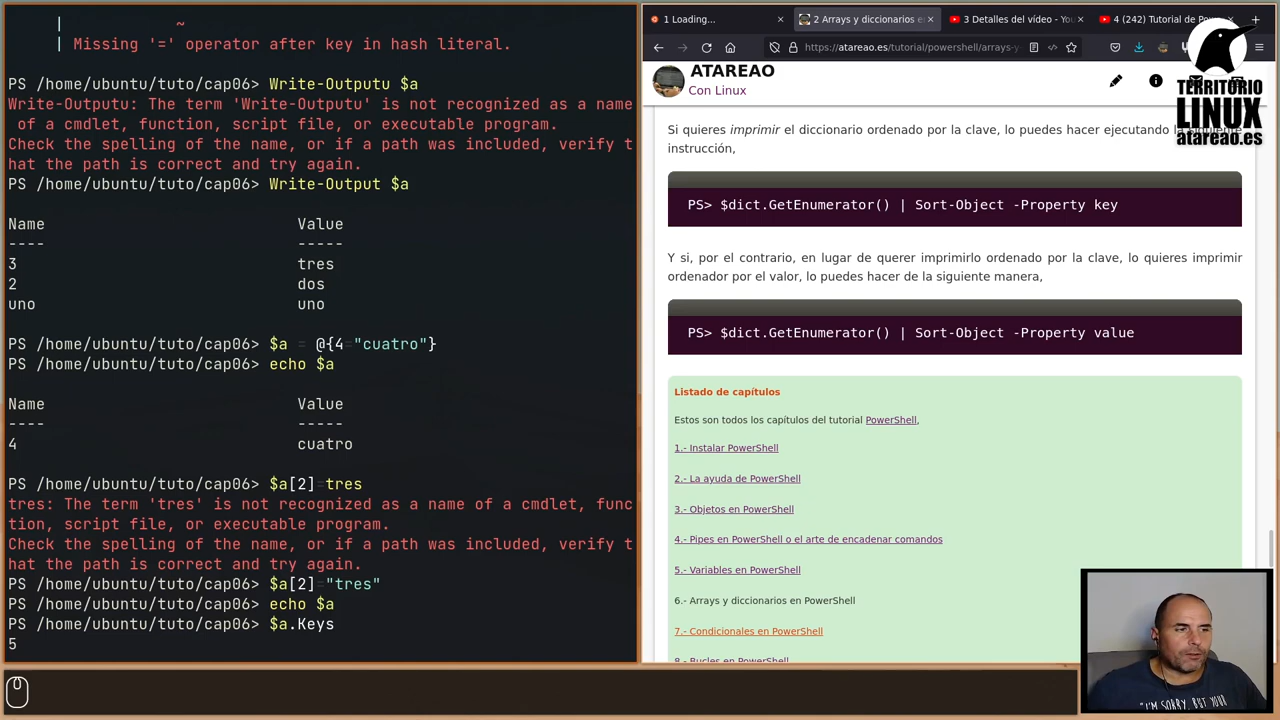 ~
| Missing '=' operator after key in hash literal.
PS /home/ubuntu/tuto/cap06> Write-Outputu $a
Write-Outputu: The term 'Write-Outputu' is not recognized as a name
of a cmdlet, function, script file, or executable program.
Check the spelling of the name, or if a path was included, verify t
hat the path is correct and try again.
PS /home/ubuntu/tuto/cap06> Write-Output $a
Name Value
---- -----
3 tres
2 dos
uno uno
PS /home/ubuntu/tuto/cap06> $a = @{4="cuatro"}
PS /home/ubuntu/tuto/cap06> echo $a
Name Value
---- -----
4 cuatro
PS /home/ubuntu/tuto/cap06> $a[2]=tres
tres: The term 'tres' is not recognized as a name of a cmdlet, func
tion, script file, or executable program.
Check the spelling of the name, or if a path was included, verify t
hat the path is correct and try again.
PS /home/ubuntu/tuto/cap06> $a[2]="tres"
PS /home/ubuntu/tuto/cap06> echo $a
PS /home/ubuntu/tuto/cap06> $a.Keys
5
1 Loading...
2 Arrays y diccionarios e
3 Detalles del vídeo - You
4 (242) Tutorial de Po
https://atareao.es/tutorial/powershell/arrays-y
ATAREAO
Con Linux
TERRITORIO
LINUX
atareao.es
Si quieres imprimir el diccionario ordenado por la clave, lo puedes hacer ejecutando
instrucción,
PS> $dict.GetEnumerator() | Sort-Object -Property key
Y si, por el contrario, en lugar de querer imprimirlo ordenado por la clave, lo quieres imprimir
ordenador por el valor, lo puedes hacer de la siguiente manera,
PS> $dict.GetEnumerator() | Sort-Object -Property value
Listado de capítulos
Estos son todos los capítulos del tutorial PowerShell,
1.- Instalar PowerShell
2.- La ayuda de PowerShell
3.- Objetos en PowerShell
4.- Pipes en PowerShell o el arte de encadenar comandos
5.- Variables en PowerShell
6.- Arrays y diccionarios en PowerShell
7.- Condicionales en PowerShell
8.- Bucles en PowerShell
"I'M SORRY, BUT YOUR